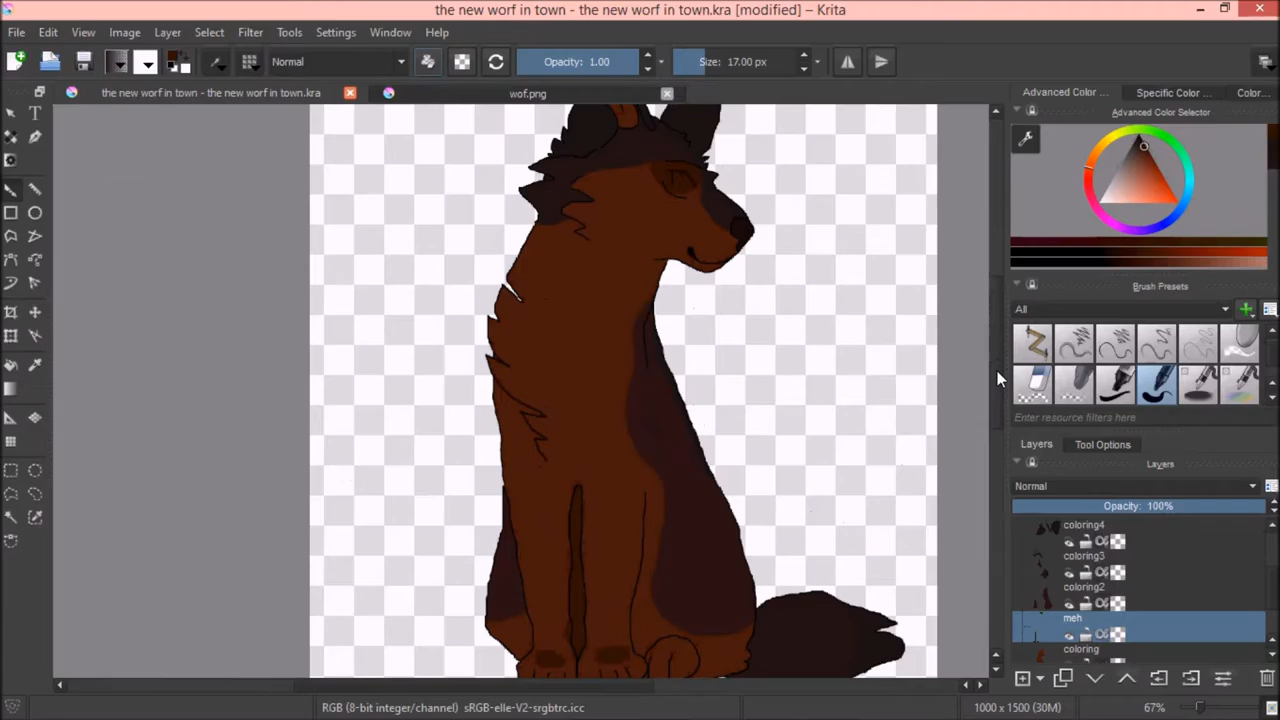 the new worf in town - the new worf in town.kra [modified] - Krita
File Edit View Image Layer Select Filter Tools Settings Window Help
Normal Opacity: 1.00 Size: 17.00 px
the new worf in town - the new worf in town.kra wof.png
Advanced Color ... Specific Color ... Color...
Advanced Color Selector
Brush Presets
All
Enter resource filters here
Layers Tool Options
Layers
Normal
Opacity: 100%
coloring4
coloring3
coloring2
meh
coloring
RGB (8-bit integer/channel) sRGB-elle-V2-srgbtrc.icc 1000 x 1500 (30M) 67%